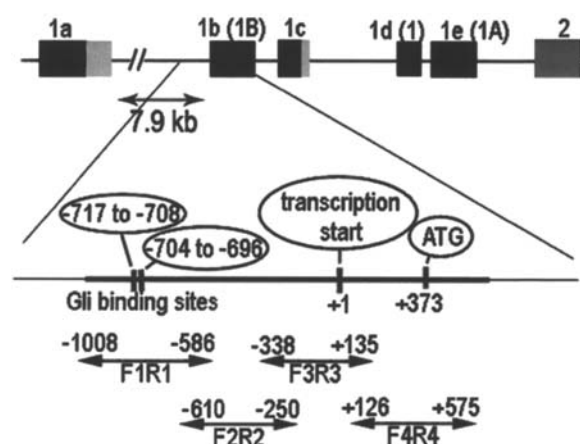 1a 1b (1B) 1c 1d (1) 1e (1A) 2
7.9 kb
-717 to -708
-704 to -696
transcription
start
ATG
Gli binding sites +1 +373
-1008 -586 -338 +135
F1R1 F3R3
-610 -250 +126 +575
F2R2 F4R4